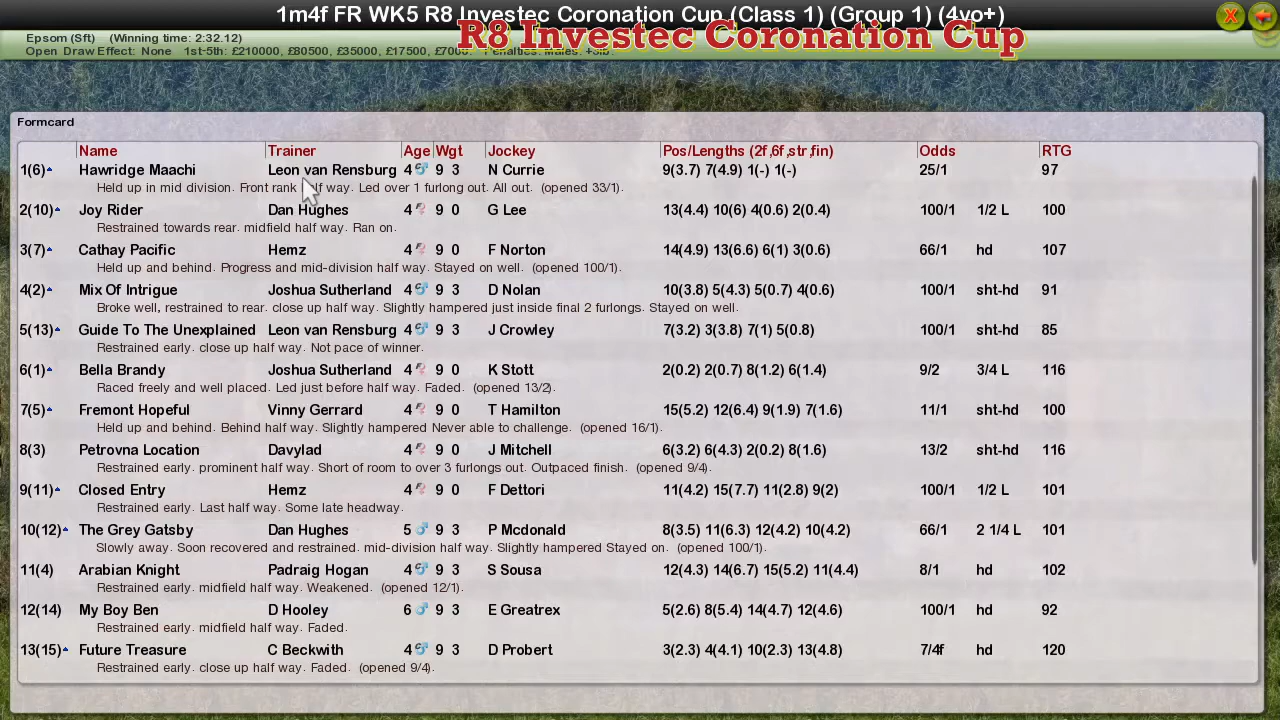 1m4f FR WK5 R8 Investec Coronation Cup (Class 1) (Group 1) (4yo+)
R8 Investec Coronation Cup
Epsom (Sft) (Winning time: 2:32.12)
Open Draw Effect: None 1st-5th: £210000, £80500, £35000, £17500, £7000. Penalties: Males: +3lb.
Formcard
Name Trainer Age Wgt Jockey Pos/Lengths (2f,6f,str,fin) Odds RTG
1(6) Hawridge Maachi Leon van Rensburg 4 9 3 N Currie 9(3.7) 7(4.9) 1(-) 1(-) 25/1 97
Held up in mid division. Front rank half way. Led over 1 furlong out. All out. (opened 33/1).
2(10) Joy Rider Dan Hughes 4 9 0 G Lee 13(4.4) 10(6) 4(0.6) 2(0.4) 100/1 1/2 L 100
Restrained towards rear. midfield half way. Ran on.
3(7) Cathay Pacific Hemz 4 9 0 F Norton 14(4.9) 13(6.6) 6(1) 3(0.6) 66/1 hd 107
Held up and behind. Progress and mid-division half way. Stayed on well. (opened 100/1).
4(2) Mix Of Intrigue Joshua Sutherland 4 9 3 D Nolan 10(3.8) 5(4.3) 5(0.7) 4(0.6) 100/1 sht-hd 91
Broke well, restrained to rear. close up half way. Slightly hampered just inside final 2 furlongs. Stayed on well.
5(13) Guide To The Unexplained Leon van Rensburg 4 9 3 J Crowley 7(3.2) 3(3.8) 7(1) 5(0.8) 100/1 sht-hd 85
Restrained early. close up half way. Not pace of winner.
6(1) Bella Brandy Joshua Sutherland 4 9 0 K Stott 2(0.2) 2(0.7) 8(1.2) 6(1.4) 9/2 3/4 L 116
Raced freely and well placed. Led just before half way. Faded. (opened 13/2).
7(5) Fremont Hopeful Vinny Gerrard 4 9 0 T Hamilton 15(5.2) 12(6.4) 9(1.9) 7(1.6) 11/1 sht-hd 100
Held up and behind. Behind half way. Slightly hampered Never able to challenge. (opened 16/1).
8(3) Petrovna Location Davylad 4 9 0 J Mitchell 6(3.2) 6(4.3) 2(0.2) 8(1.6) 13/2 sht-hd 116
Restrained early. prominent half way. Short of room to over 3 furlongs out. Outpaced finish. (opened 9/4).
9(11) Closed Entry Hemz 4 9 0 F Dettori 11(4.2) 15(7.7) 11(2.8) 9(2) 100/1 1/2 L 101
Restrained early. Last half way. Some late headway.
10(12) The Grey Gatsby Dan Hughes 5 9 3 P Mcdonald 8(3.5) 11(6.3) 12(4.2) 10(4.2) 66/1 2 1/4 L 101
Slowly away. Soon recovered and restrained. mid-division half way. Slightly hampered Stayed on. (opened 100/1).
11(4) Arabian Knight Padraig Hogan 4 9 3 S Sousa 12(4.3) 14(6.7) 15(5.2) 11(4.4) 8/1 hd 102
Restrained early. midfield half way. Weakened. (opened 12/1).
12(14) My Boy Ben D Hooley 6 9 3 E Greatrex 5(2.6) 8(5.4) 14(4.7) 12(4.6) 100/1 hd 92
Restrained early. midfield half way. Faded.
13(15) Future Treasure C Beckwith 4 9 3 D Probert 3(2.3) 4(4.1) 10(2.3) 13(4.8) 7/4f hd 120
Restrained early. close up half way. Faded. (opened 9/4).